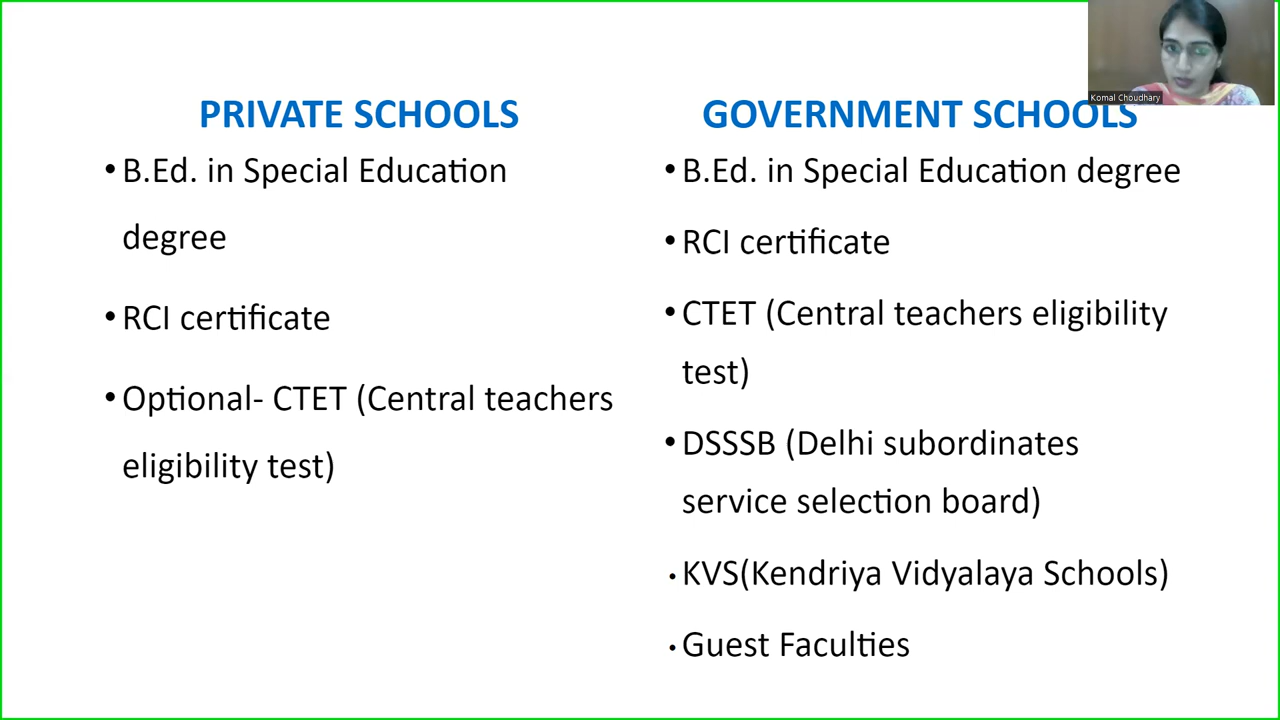 Komal Choudhary
PRIVATE SCHOOLS
•B.Ed. in Special Education
degree
•RCI certificate
•Optional- CTET (Central teachers
eligibility test)
GOVERNMENT SCHOOLS
•B.Ed. in Special Education degree
•RCI certificate
•CTET (Central teachers eligibility
test)
•DSSSB (Delhi subordinates
service selection board)
•KVS(Kendriya Vidyalaya Schools)
•Guest Faculties